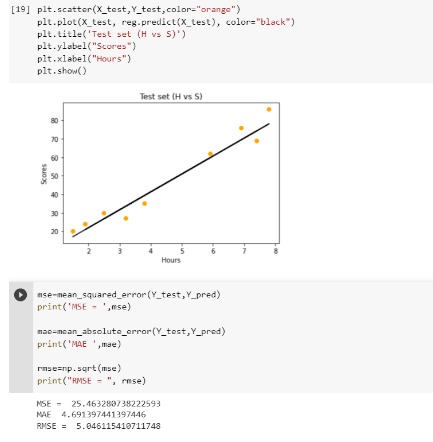 [19] plt.scatter(X_test,Y_test,color="orange")
plt.plot(X_test, reg.predict(X_test), color="black")
plt.title('Test set (H vs S)')
plt.ylabel("Scores")
plt.xlabel("Hours")
plt.show()
Test set (H vs S)
80
70
60
50
40
30
20
Scores
2 3 4 5 6 7 8
Hours
mse=mean_squared_error(Y_test,Y_pred)
print('MSE = ',mse)
mae=mean_absolute_error(Y_test,Y_pred)
print('MAE ',mae)
rmse=np.sqrt(mse)
print("RMSE = ", rmse)
MSE = 25.463280738222593
MAE 4.691397441397446
RMSE = 5.046115410711748